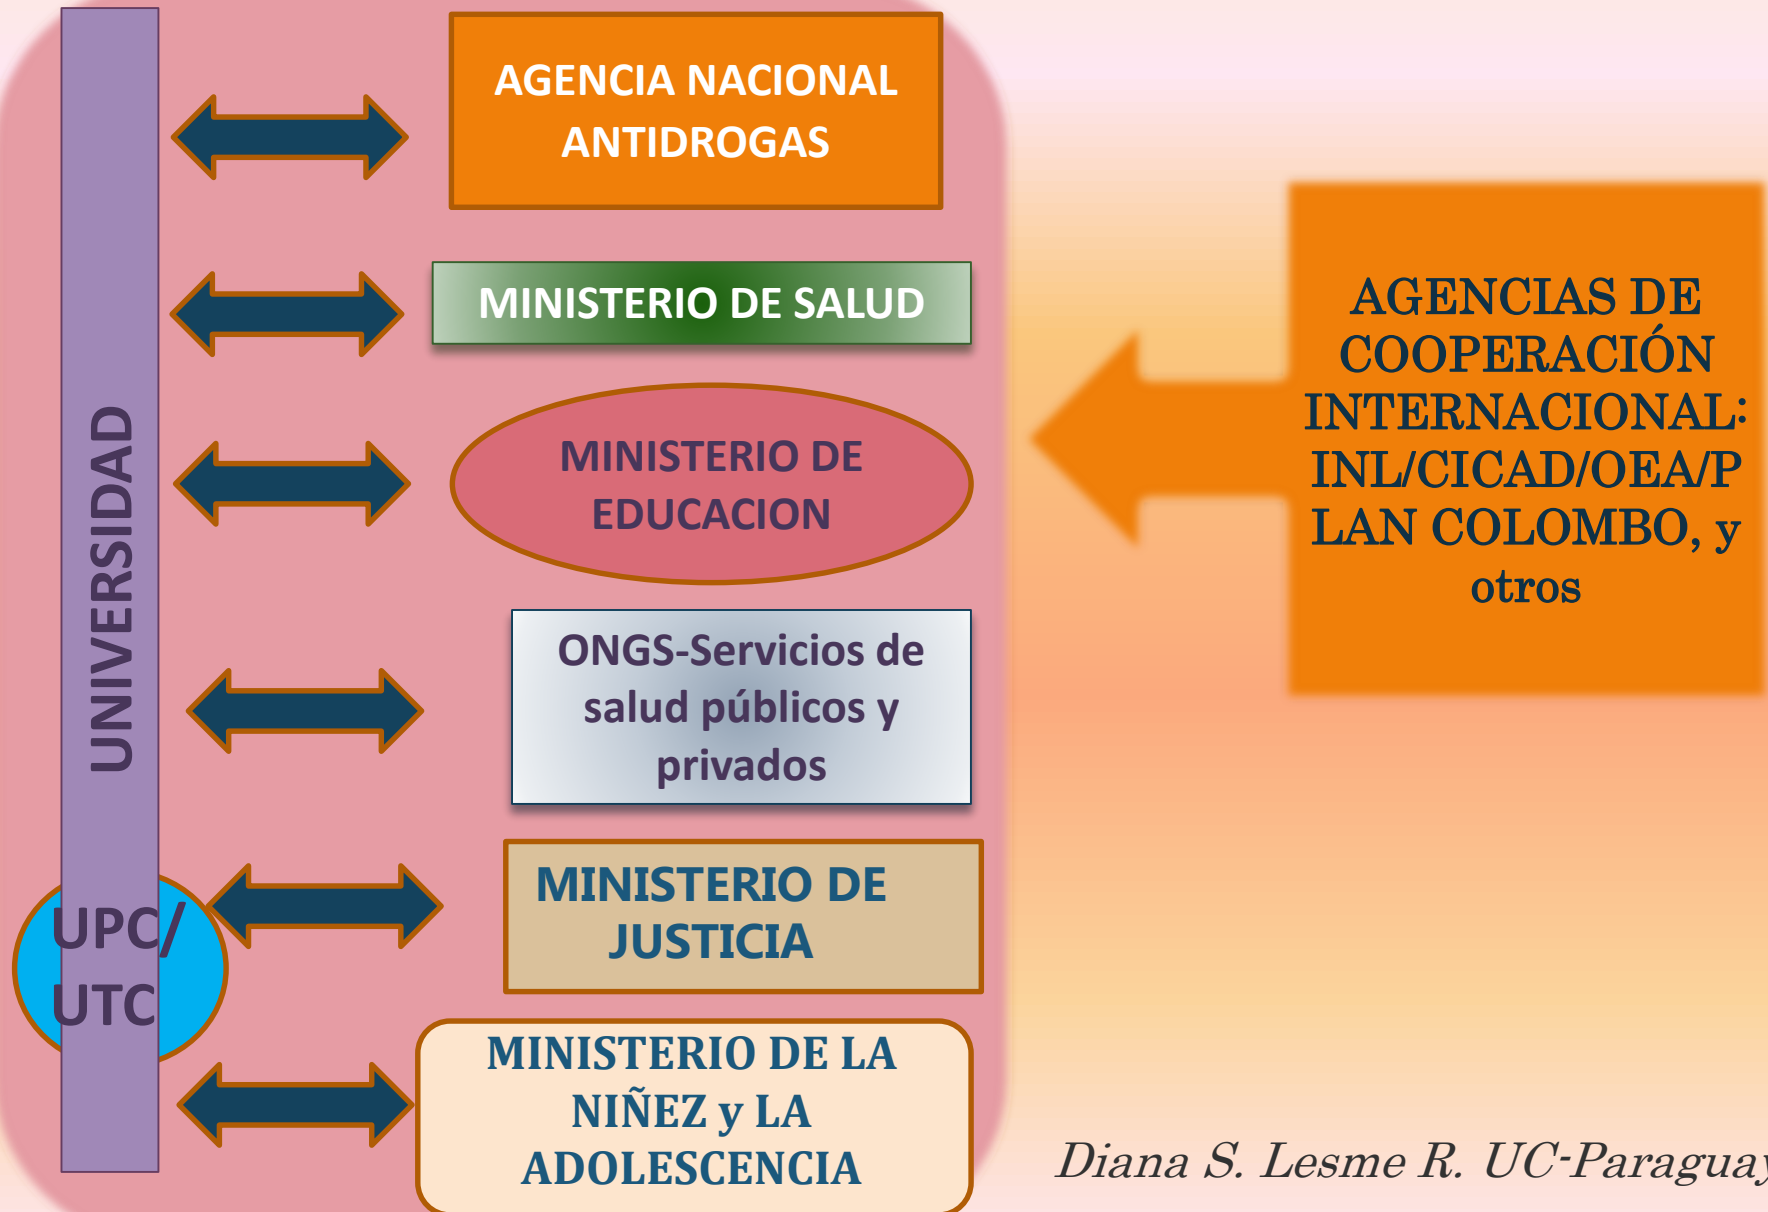 UNIVERSIDAD
UPC/
UTC
AGENCIA NACIONAL
ANTIDROGAS
MINISTERIO DE SALUD
MINISTERIO DE
EDUCACION
ONGS-Servicios de
salud públicos y
privados
MINISTERIO DE
JUSTICIA
MINISTERIO DE LA
NIÑEZ y LA
ADOLESCENCIA
AGENCIAS DE
COOPERACIÓN
INTERNACIONAL:
INL/CICAD/OEA/P
LAN COLOMBO, y
otros
Diana S. Lesme R. UC-Paraguay